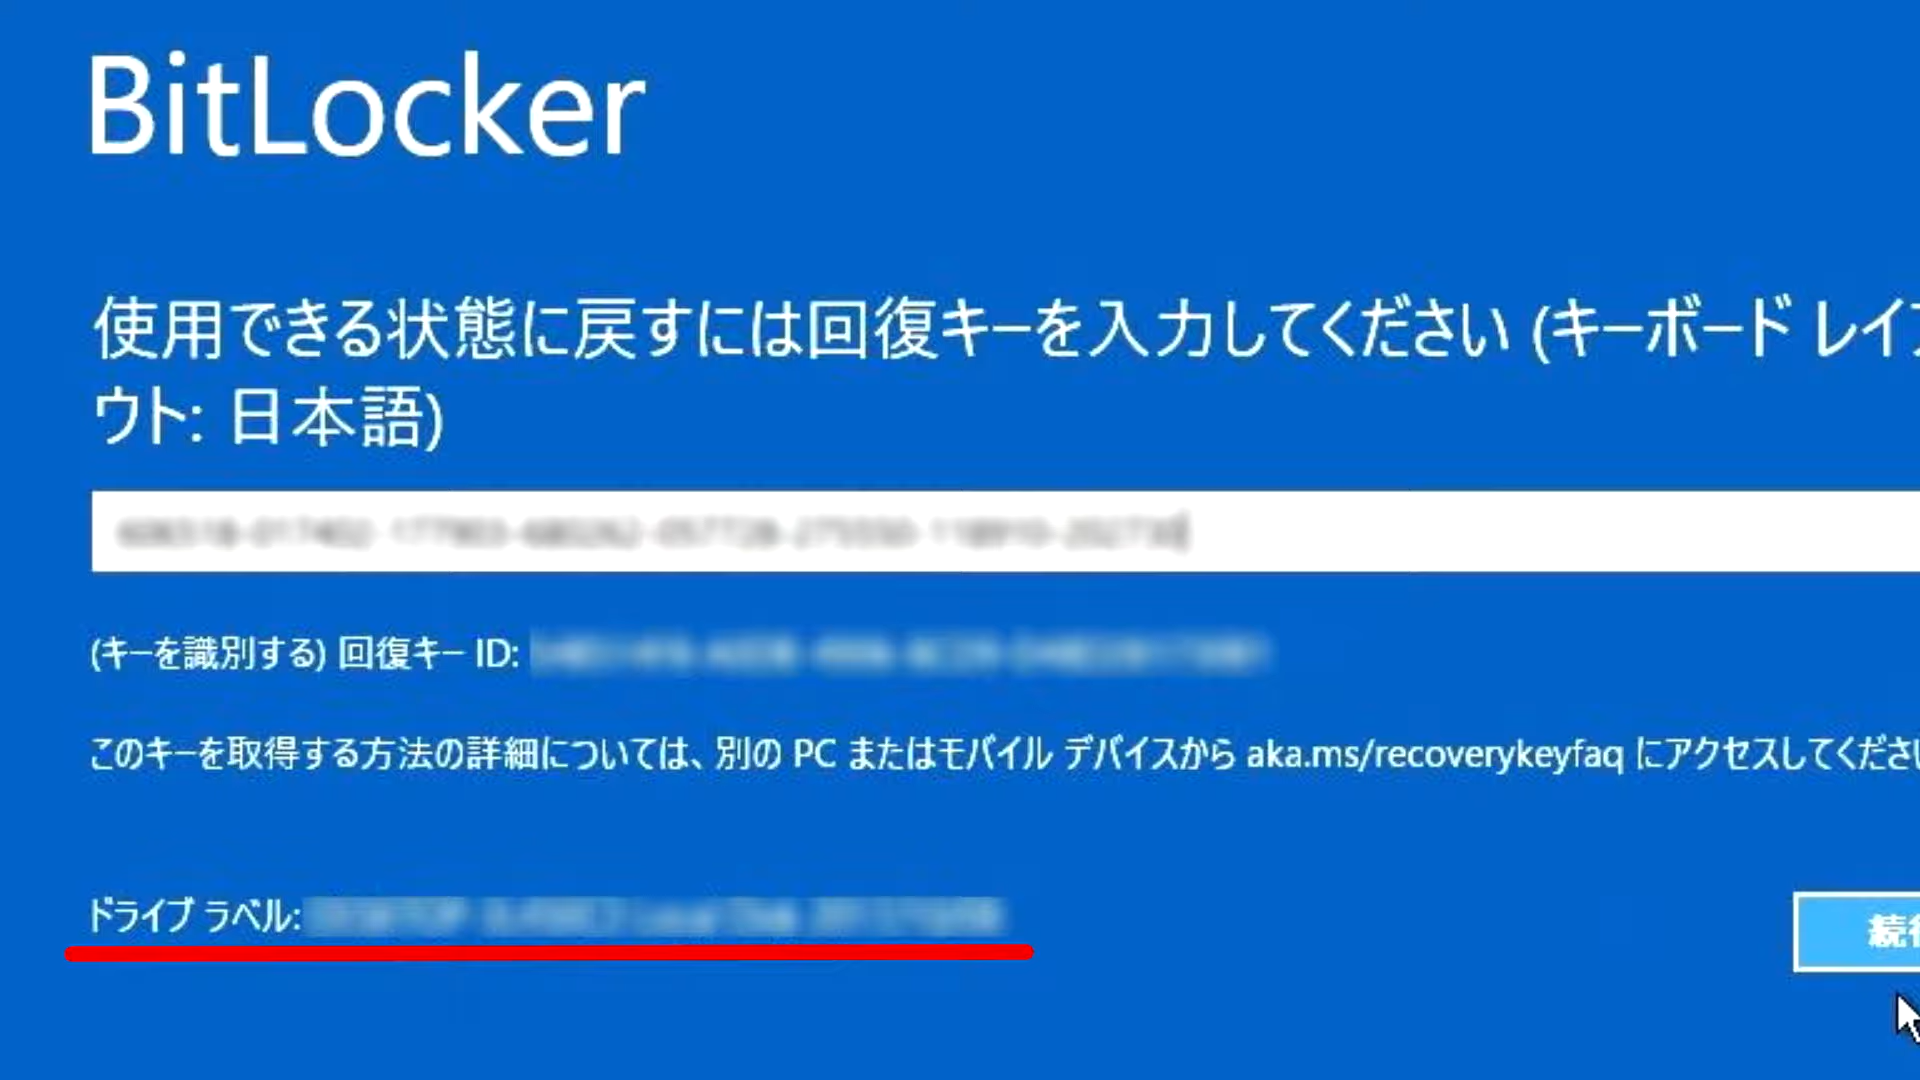 BitLocker
使用できる状態に戻すには回復キーを入力してください (キーボード レイア
ウト: 日本語)
(キーを識別する) 回復キー ID:
このキーを取得する方法の詳細については、別の PC またはモバイル デバイスから aka.ms/recoverykeyfaq にアクセスしてください
ドライブ ラベル:
続行